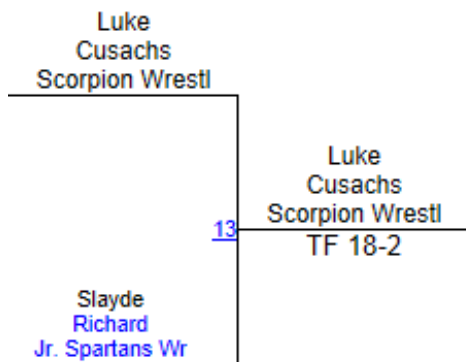 Luke
Cusachs
Scorpion Wrestl
Luke
Cusachs
Scorpion Wrestl
13
TF 18-2
Slayde
Richard
Jr. Spartans Wr